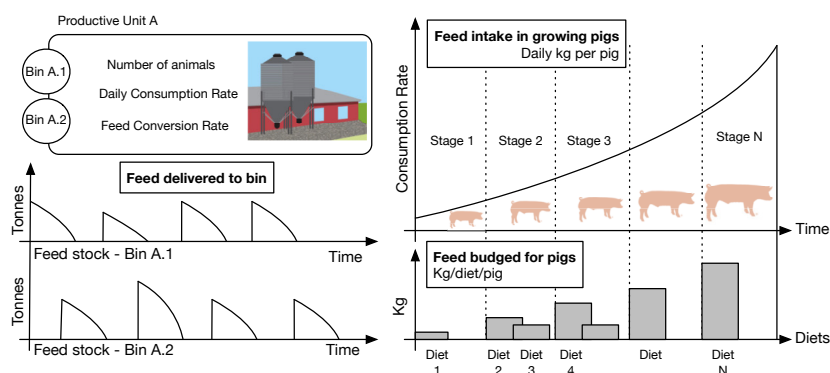 Productive Unit A
Bin A.1
Bin A.2
Number of animals
Daily Consumption Rate
Feed Conversion Rate
Feed delivered to bin
Tonnes
Feed stock - Bin A.1
Time
Tonnes
Feed stock - Bin A.2
Time
Feed intake in growing pigs
Daily kg per pig
Consumption Rate
Stage 1
Stage 2
Stage 3
Stage N
Time
Feed budgeted for pigs
Kg/diet/pig
Kg
Diets
Diet
1
Diet
2
Diet
3
Diet
4
Diet
Diet
N